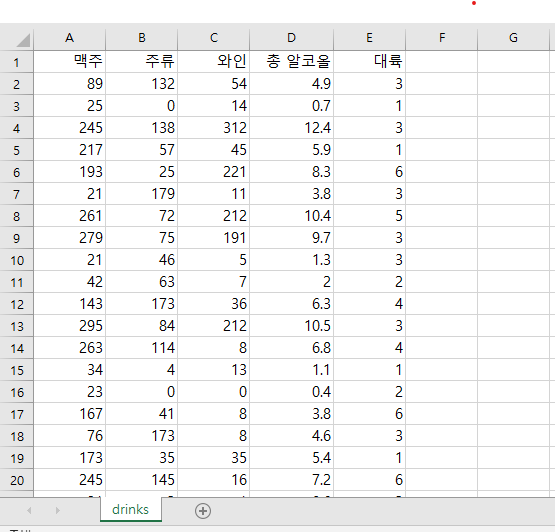 A B C D E F G
1 맥주 주류 와인 총 알코올 대륙
2 89 132 54 4.9 3
3 25 0 14 0.7 1
4 245 138 312 12.4 3
5 217 57 45 5.9 1
6 193 25 221 8.3 6
7 21 179 11 3.8 3
8 261 72 212 10.4 5
9 279 75 191 9.7 3
10 21 46 5 1.3 3
11 42 63 7 2 2
12 143 173 36 6.3 4
13 295 84 212 10.5 3
14 263 114 8 6.8 4
15 34 4 13 1.1 1
16 23 0 0 0.4 2
17 167 41 8 3.8 6
18 76 173 8 4.6 3
19 173 35 35 5.4 1
20 245 145 16 7.2 6
drinks